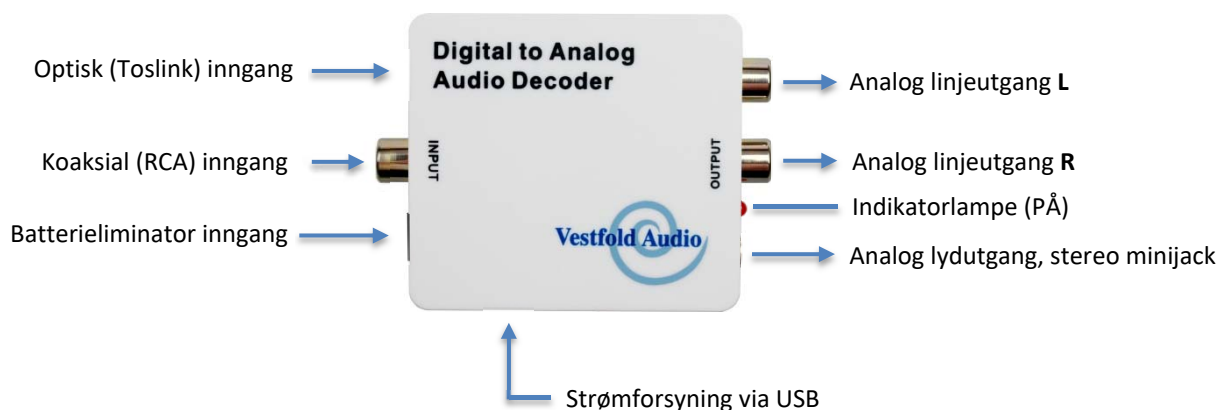 Optisk (Toslink) inngang
Koaksial (RCA) inngang
Batterieliminator inngang
Digital to Analog
Audio Decoder
INPUT
OUTPUT
Vestfold Audio
Analog linjeutgang L
Analog linjeutgang R
Indikatorlampe (PÅ)
Analog lydutgang, stereo minijack
Strømforsyning via USB